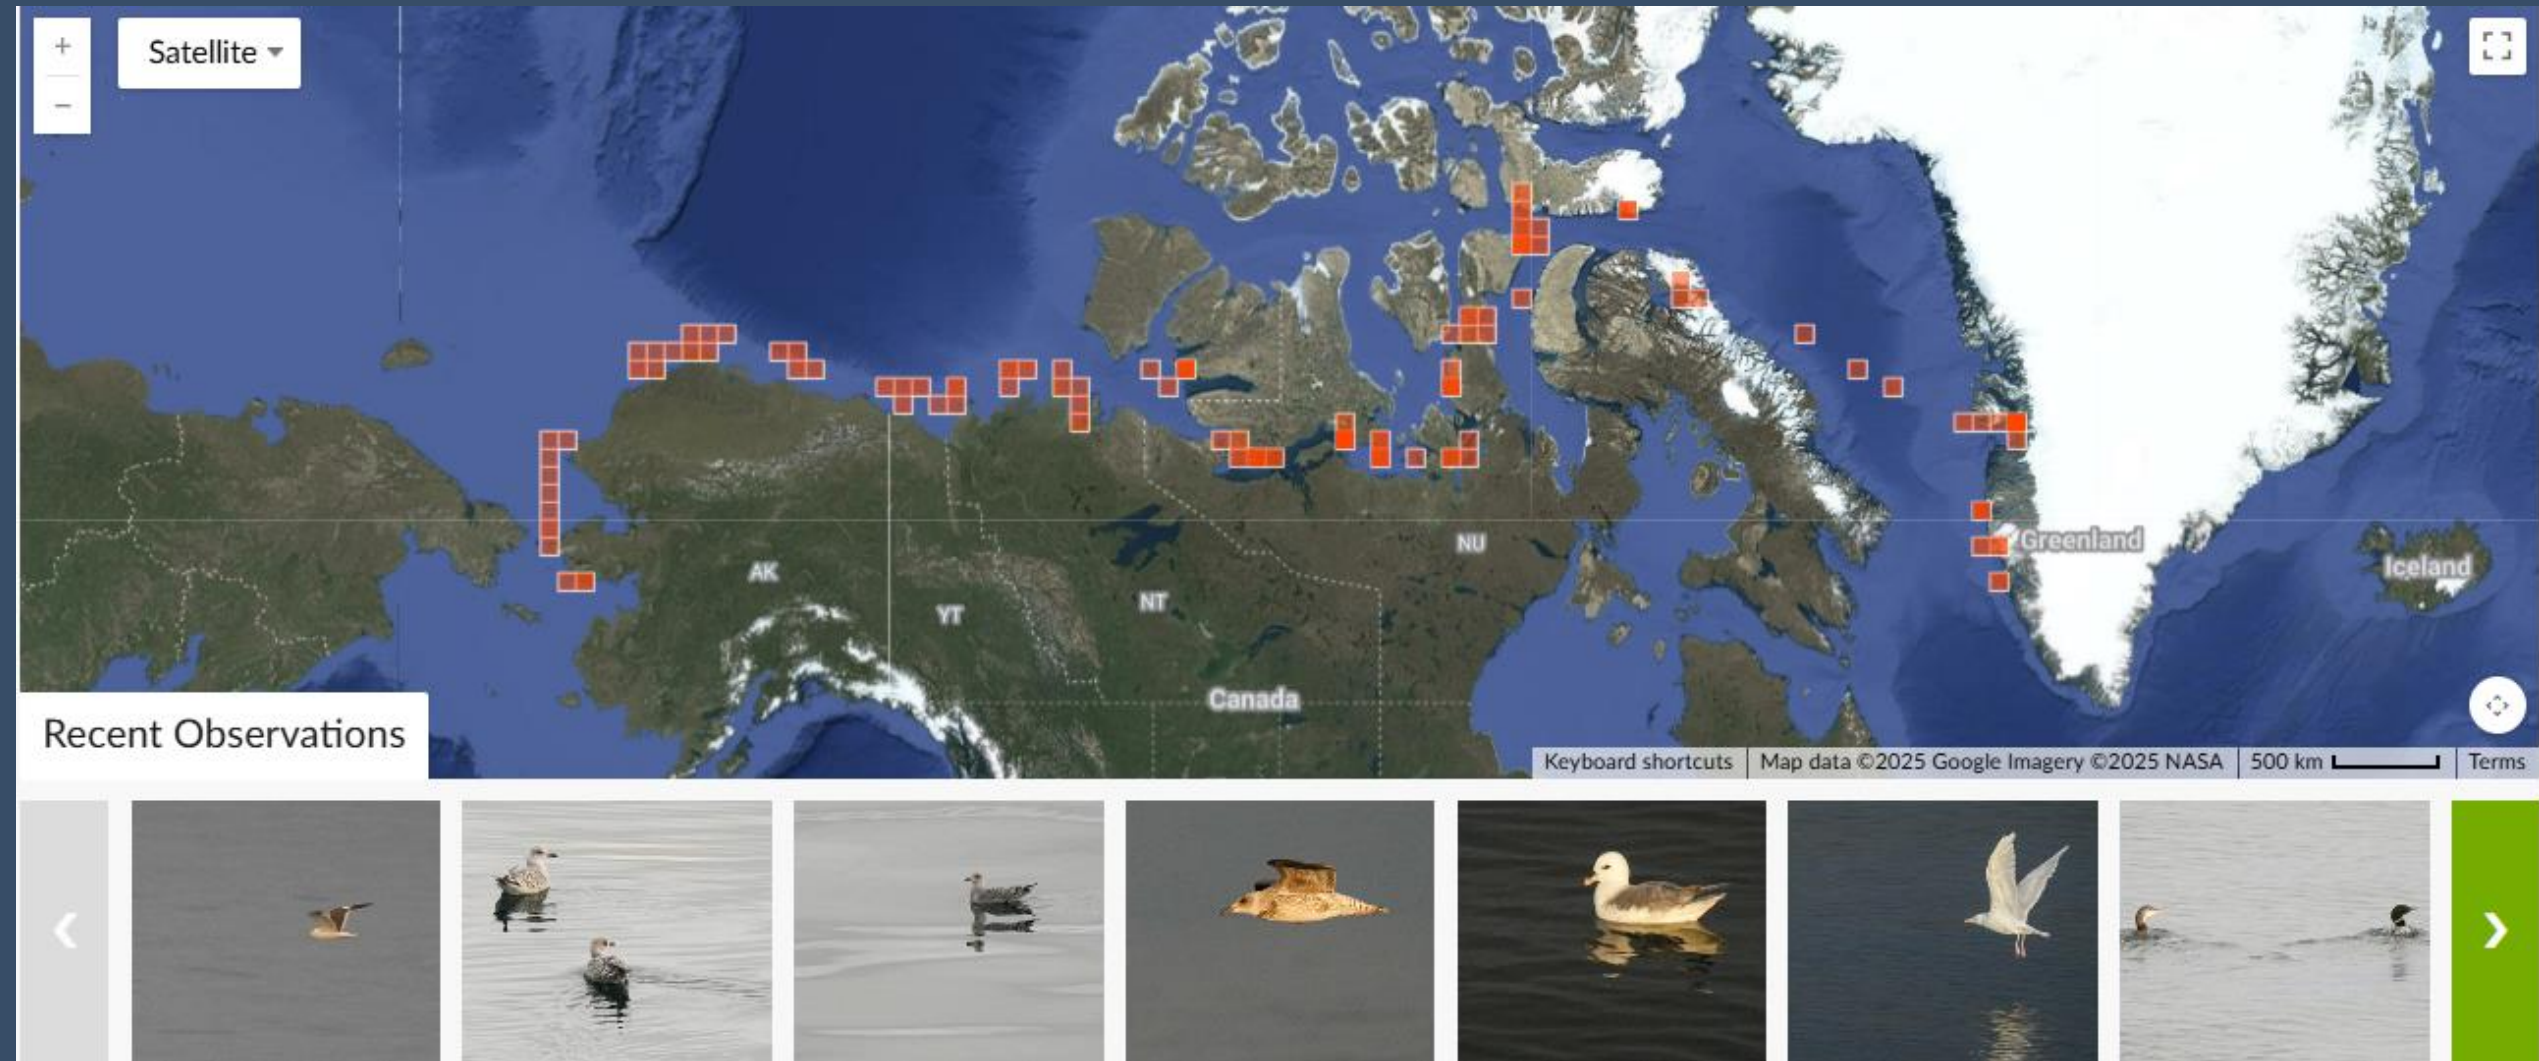 Satellite
AK
YT
NT
NU
Greenland
Iceland
Canada
Recent Observations
Keyboard shortcuts
Map data ©2025 Google Imagery ©2025 NASA
500 km
Terms